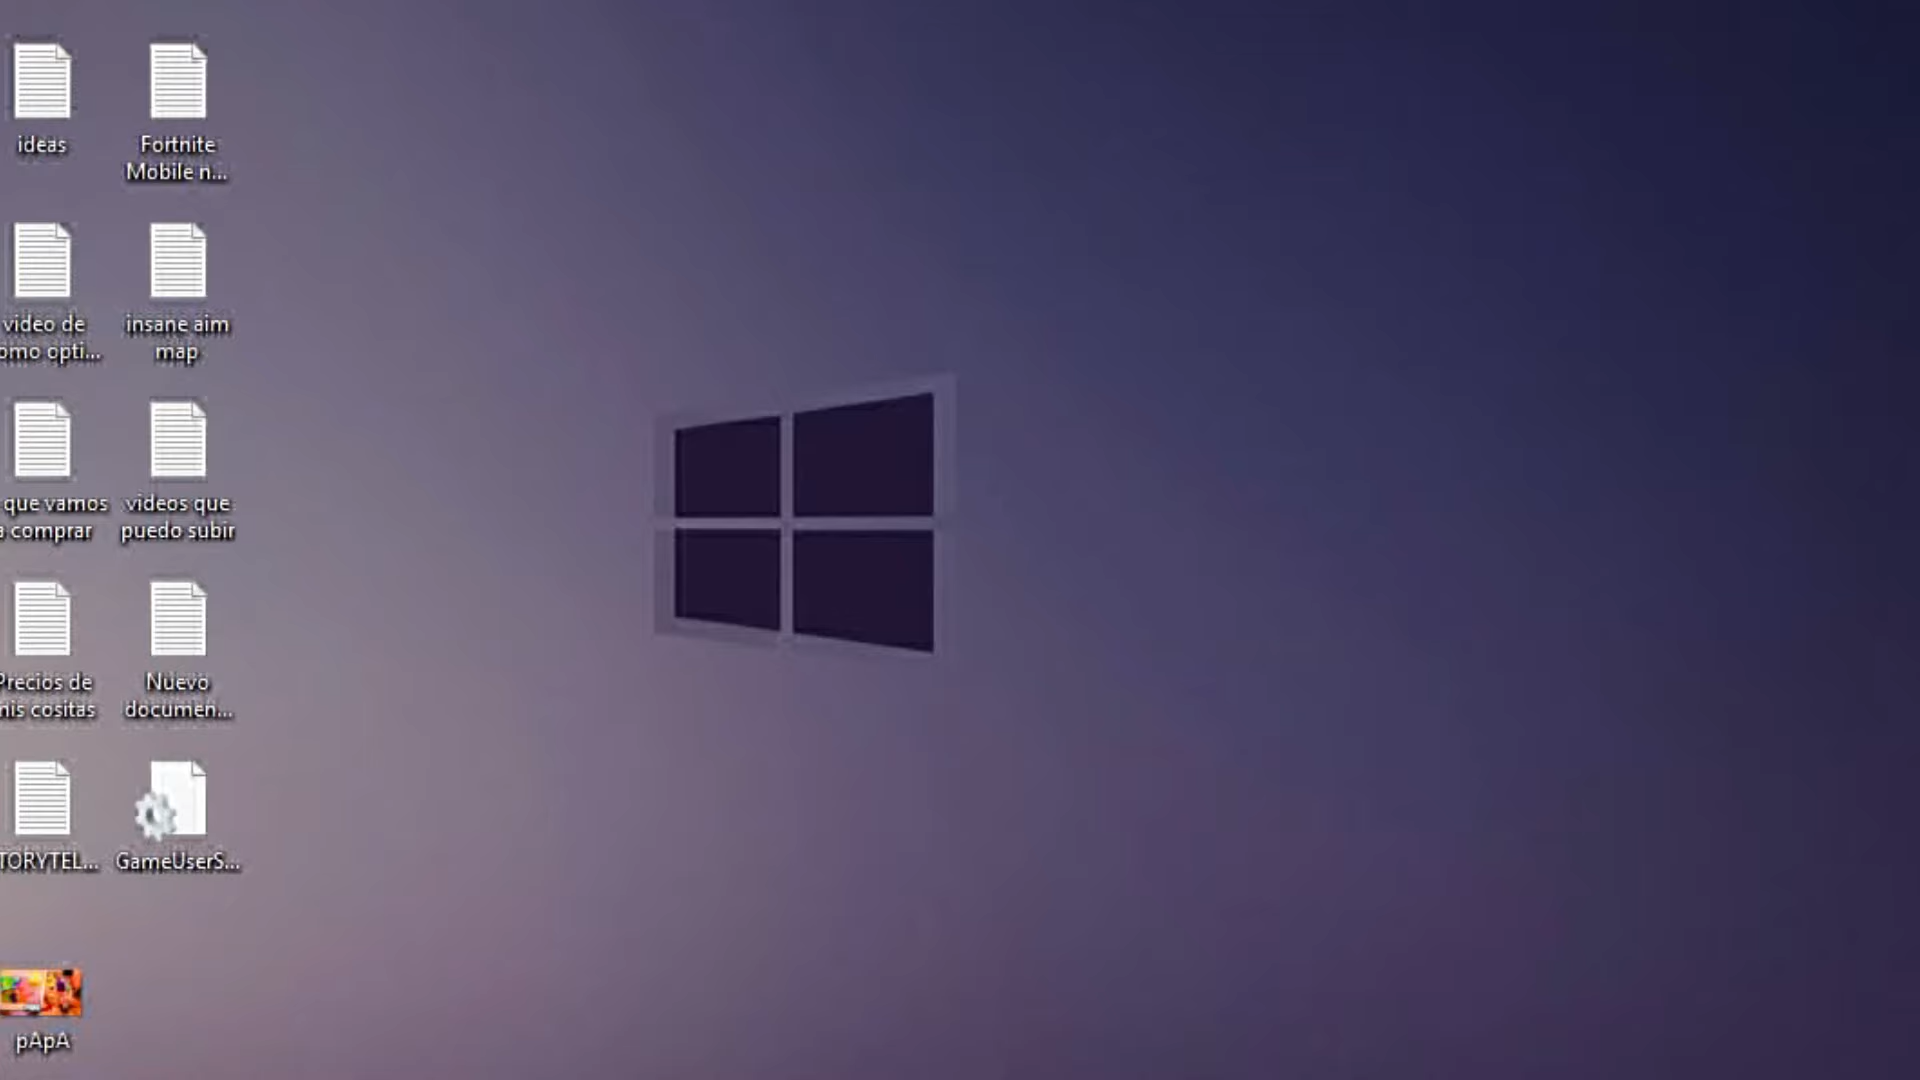 ideas
Fortnite
Mobile n...
video de
omo opti...
insane aim
map
que vamos
a comprar
videos que
puedo subir
Precios de
mis cositas
Nuevo
documen...
TORYTEL...
GameUserS...
pApA